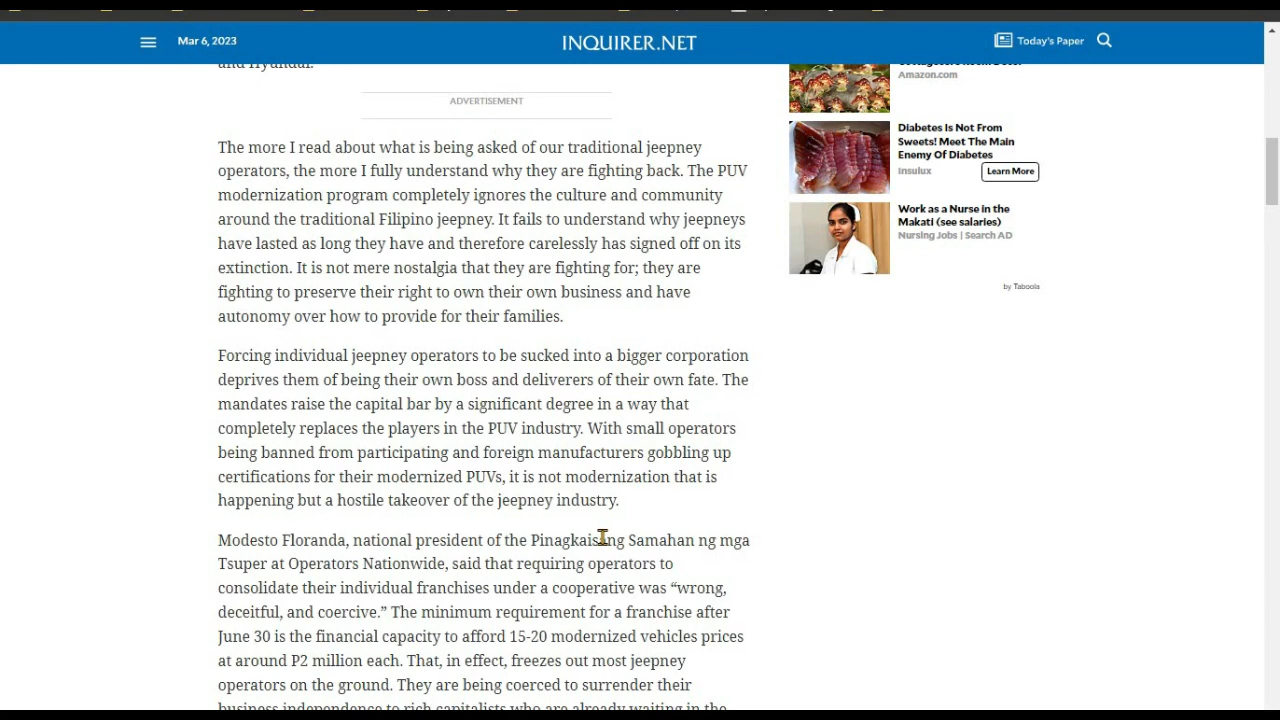 Mar 6, 2023
INQUIRER.NET
Today's Paper
and Hyundai.
ADVERTISEMENT
The more I read about what is being asked of our traditional jeepney
operators, the more I fully understand why they are fighting back. The PUV
modernization program completely ignores the culture and community
around the traditional Filipino jeepney. It fails to understand why jeepneys
have lasted as long they have and therefore carelessly has signed off on its
extinction. It is not mere nostalgia that they are fighting for; they are
fighting to preserve their right to own their own business and have
autonomy over how to provide for their families.
Forcing individual jeepney operators to be sucked into a bigger corporation
deprives them of being their own boss and deliverers of their own fate. The
mandates raise the capital bar by a significant degree in a way that
completely replaces the players in the PUV industry. With small operators
being banned from participating and foreign manufacturers gobbling up
certifications for their modernized PUVs, it is not modernization that is
happening but a hostile takeover of the jeepney industry.
Modesto Floranda, national president of the Pinagkaisang Samahan ng mga
Tsuper at Operators Nationwide, said that requiring operators to
consolidate their individual franchises under a cooperative was “wrong,
deceitful, and coercive.” The minimum requirement for a franchise after
June 30 is the financial capacity to afford 15-20 modernized vehicles prices
at around P2 million each. That, in effect, freezes out most jeepney
operators on the ground. They are being coerced to surrender their
business independence to rich capitalists who are already waiting in the
Amazon.com
Diabetes Is Not From
Sweets! Meet The Main
Enemy Of Diabetes
Insulux
Learn More
Work as a Nurse in the
Makati (see salaries)
Nursing Jobs | Search AD
by Taboola